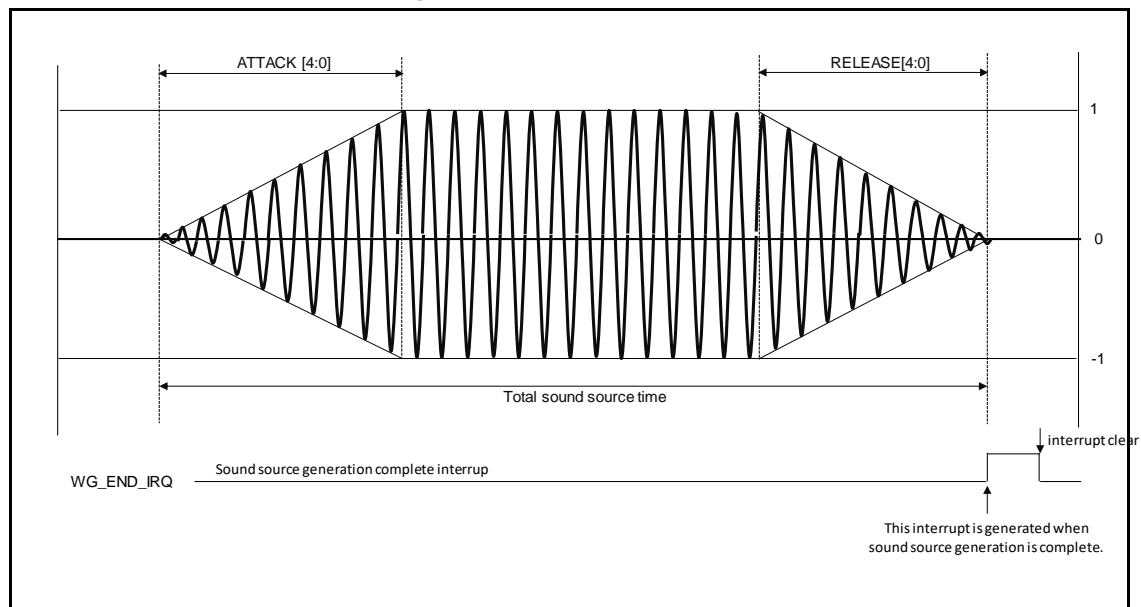 ATTACK [4:0]
RELEASE[4:0]
1
0
-1
Total sound source time
interrupt clear
Sound source generation complete interrup
WG_END_IRQ
This interrupt is generated when
sound source generation is complete.